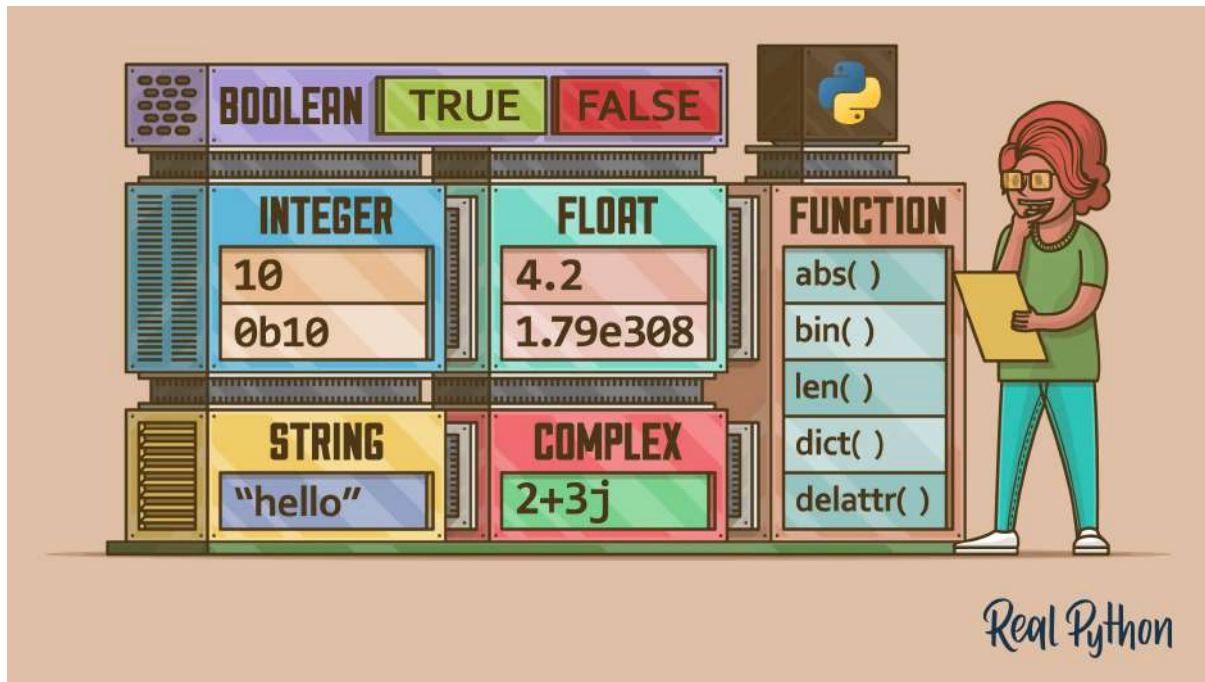 BOOLEAN TRUE FALSE
INTEGER
10
0b10
FLOAT
4.2
1.79e308
STRING
“hello”
COMPLEX
2+3j
FUNCTION
abs( )
bin( )
len( )
dict( )
delattr( )
Real Python